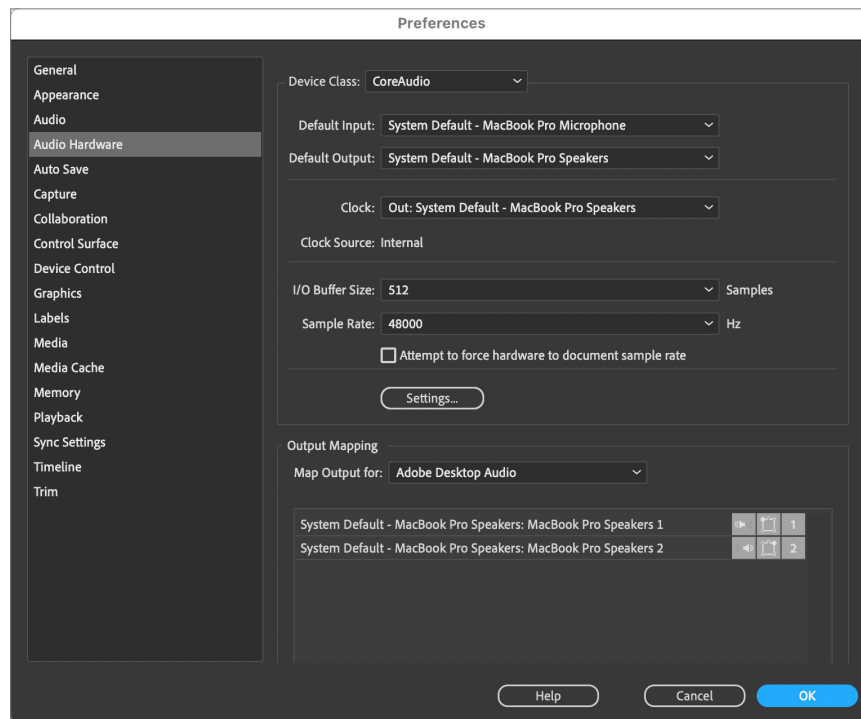 Preferences
General
Appearance
Audio
Audio Hardware
Auto Save
Capture
Collaboration
Control Surface
Device Control
Graphics
Labels
Media
Media Cache
Memory
Playback
Sync Settings
Timeline
Trim
Device Class: CoreAudio
Default Input: System Default - MacBook Pro Microphone
Default Output: System Default - MacBook Pro Speakers
Clock: Out: System Default - MacBook Pro Speakers
Clock Source: Internal
I/O Buffer Size: 512 Samples
Sample Rate: 48000 Hz
Attempt to force hardware to document sample rate
Settings...
Output Mapping
Map Output for: Adobe Desktop Audio
System Default - MacBook Pro Speakers: MacBook Pro Speakers 1 1
System Default - MacBook Pro Speakers: MacBook Pro Speakers 2 2
Help Cancel OK